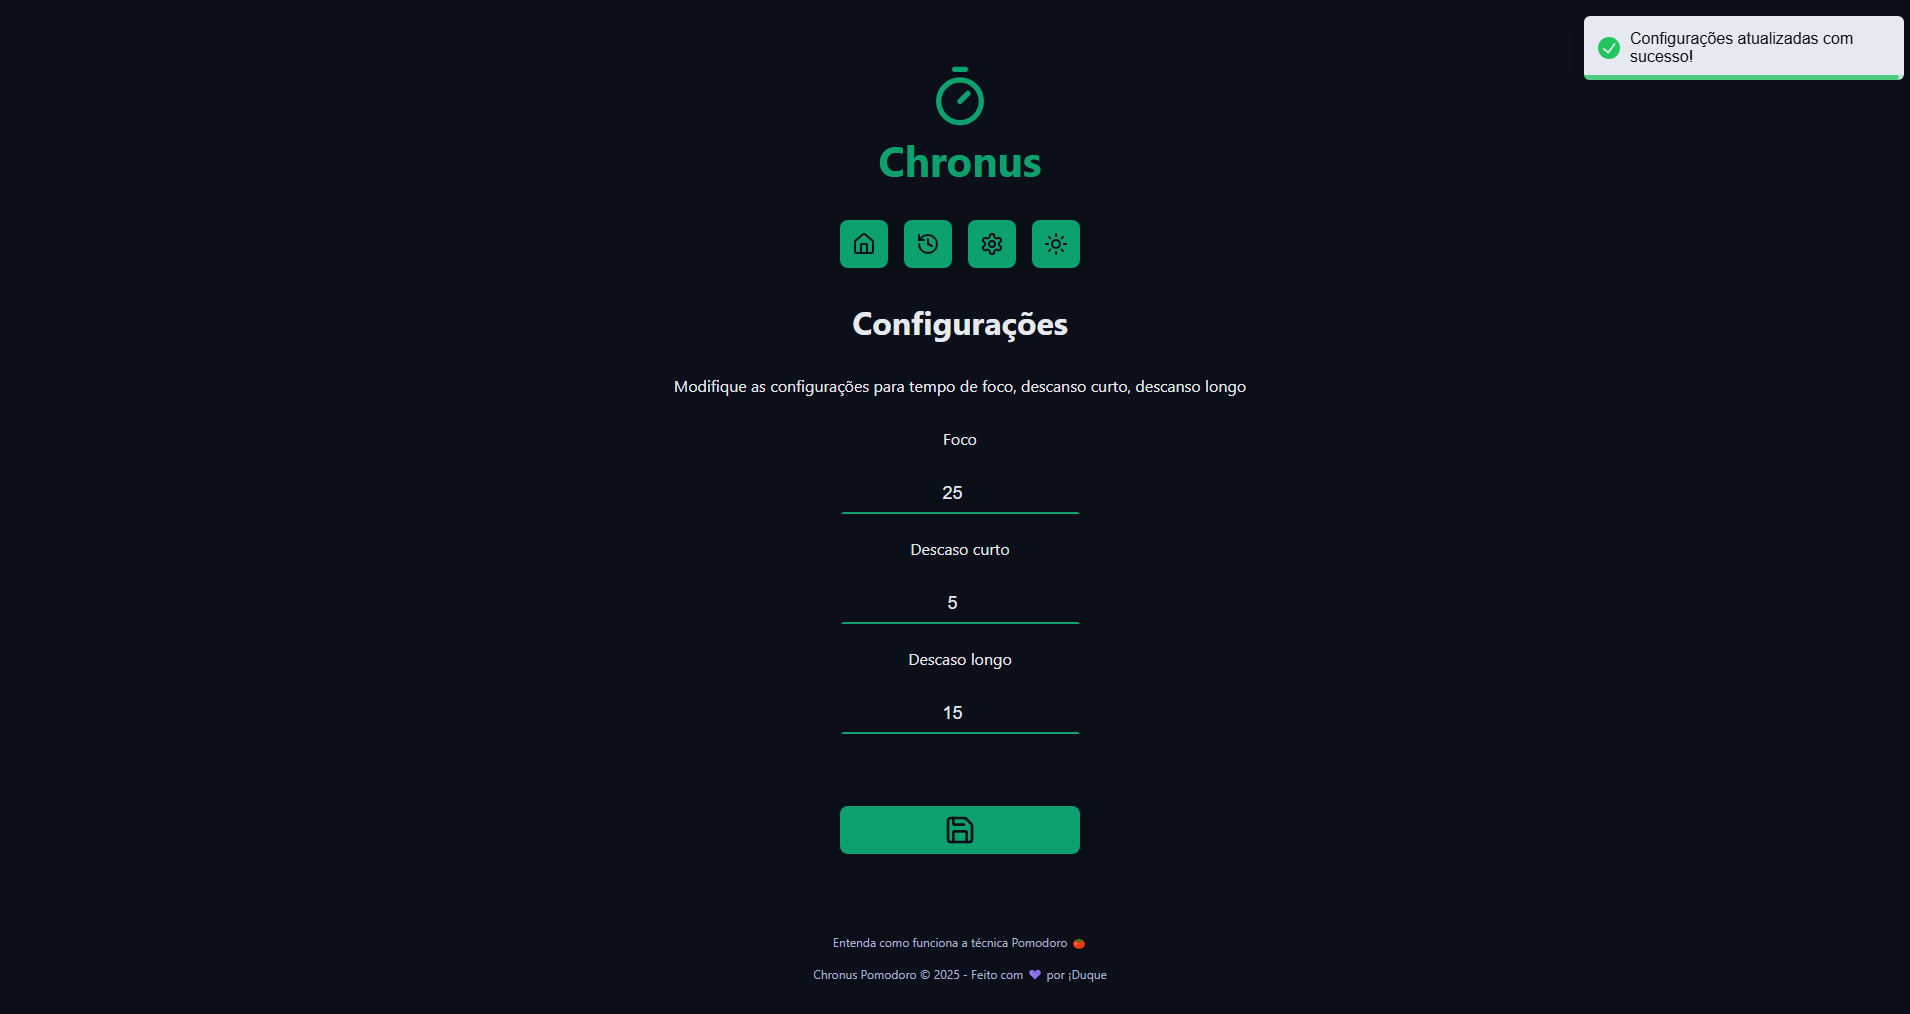 Configurações atualizadas com
sucesso!
Chronus
Configurações
Modifique as configurações para tempo de foco, descanso curto, descanso longo
Foco
25
Descaso curto
5
Descaso longo
15
Entenda como funciona a técnica Pomodoro 🍅
Chronus Pomodoro © 2025 - Feito com 💜 por ¡Duque